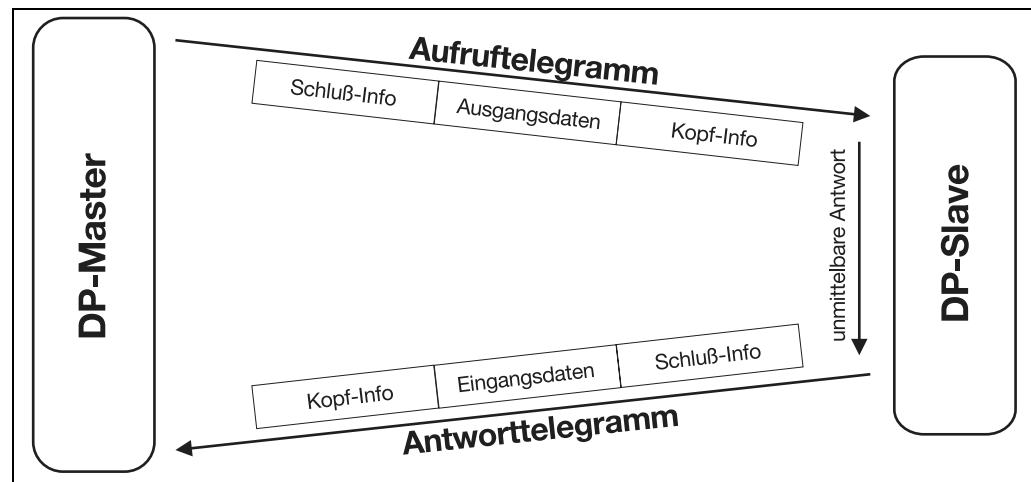 DP-Master
Aufruftelegramm
Schluß-Info
Ausgangsdaten
Kopf-Info
unmittelbare Antwort
DP-Slave
Kopf-Info
Eingangsdaten
Schluß-Info
Antworttelegramm